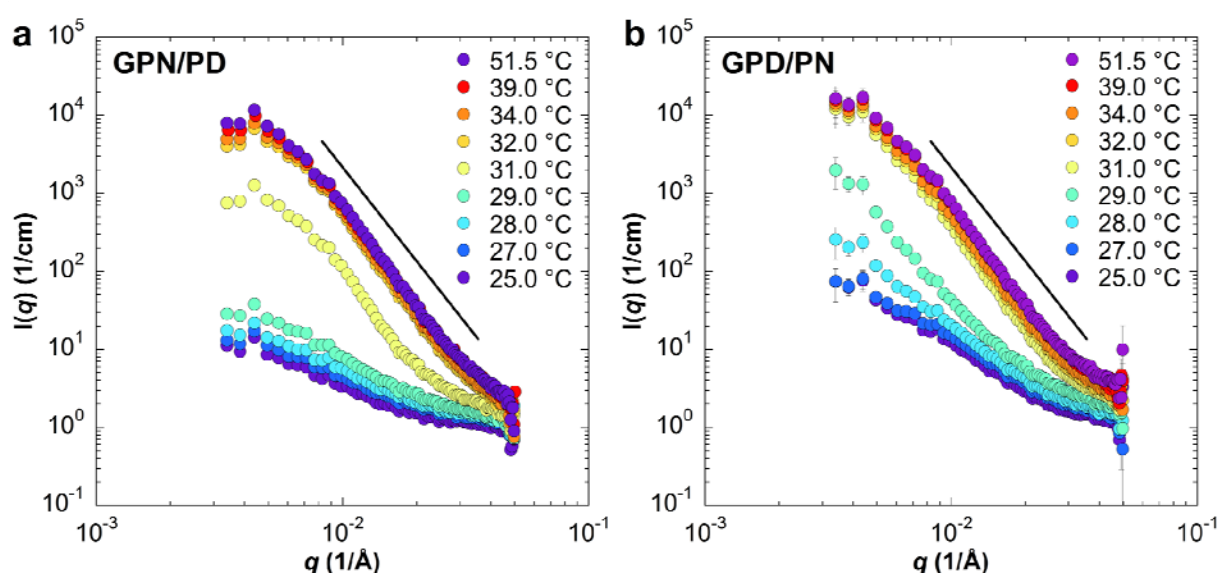 a
GPN/PD
I(q) (1/cm)
10^5
10^4
10^3
10^2
10^1
10^0
10^-1
51.5 °C
39.0 °C
34.0 °C
32.0 °C
31.0 °C
29.0 °C
28.0 °C
27.0 °C
25.0 °C
10^-3
10^-2
10^-1
q (1/Å)
b
GPD/PN
I(q) (1/cm)
10^5
10^4
10^3
10^2
10^1
10^0
10^-1
51.5 °C
39.0 °C
34.0 °C
32.0 °C
31.0 °C
29.0 °C
28.0 °C
27.0 °C
25.0 °C
10^-3
10^-2
10^-1
q (1/Å)